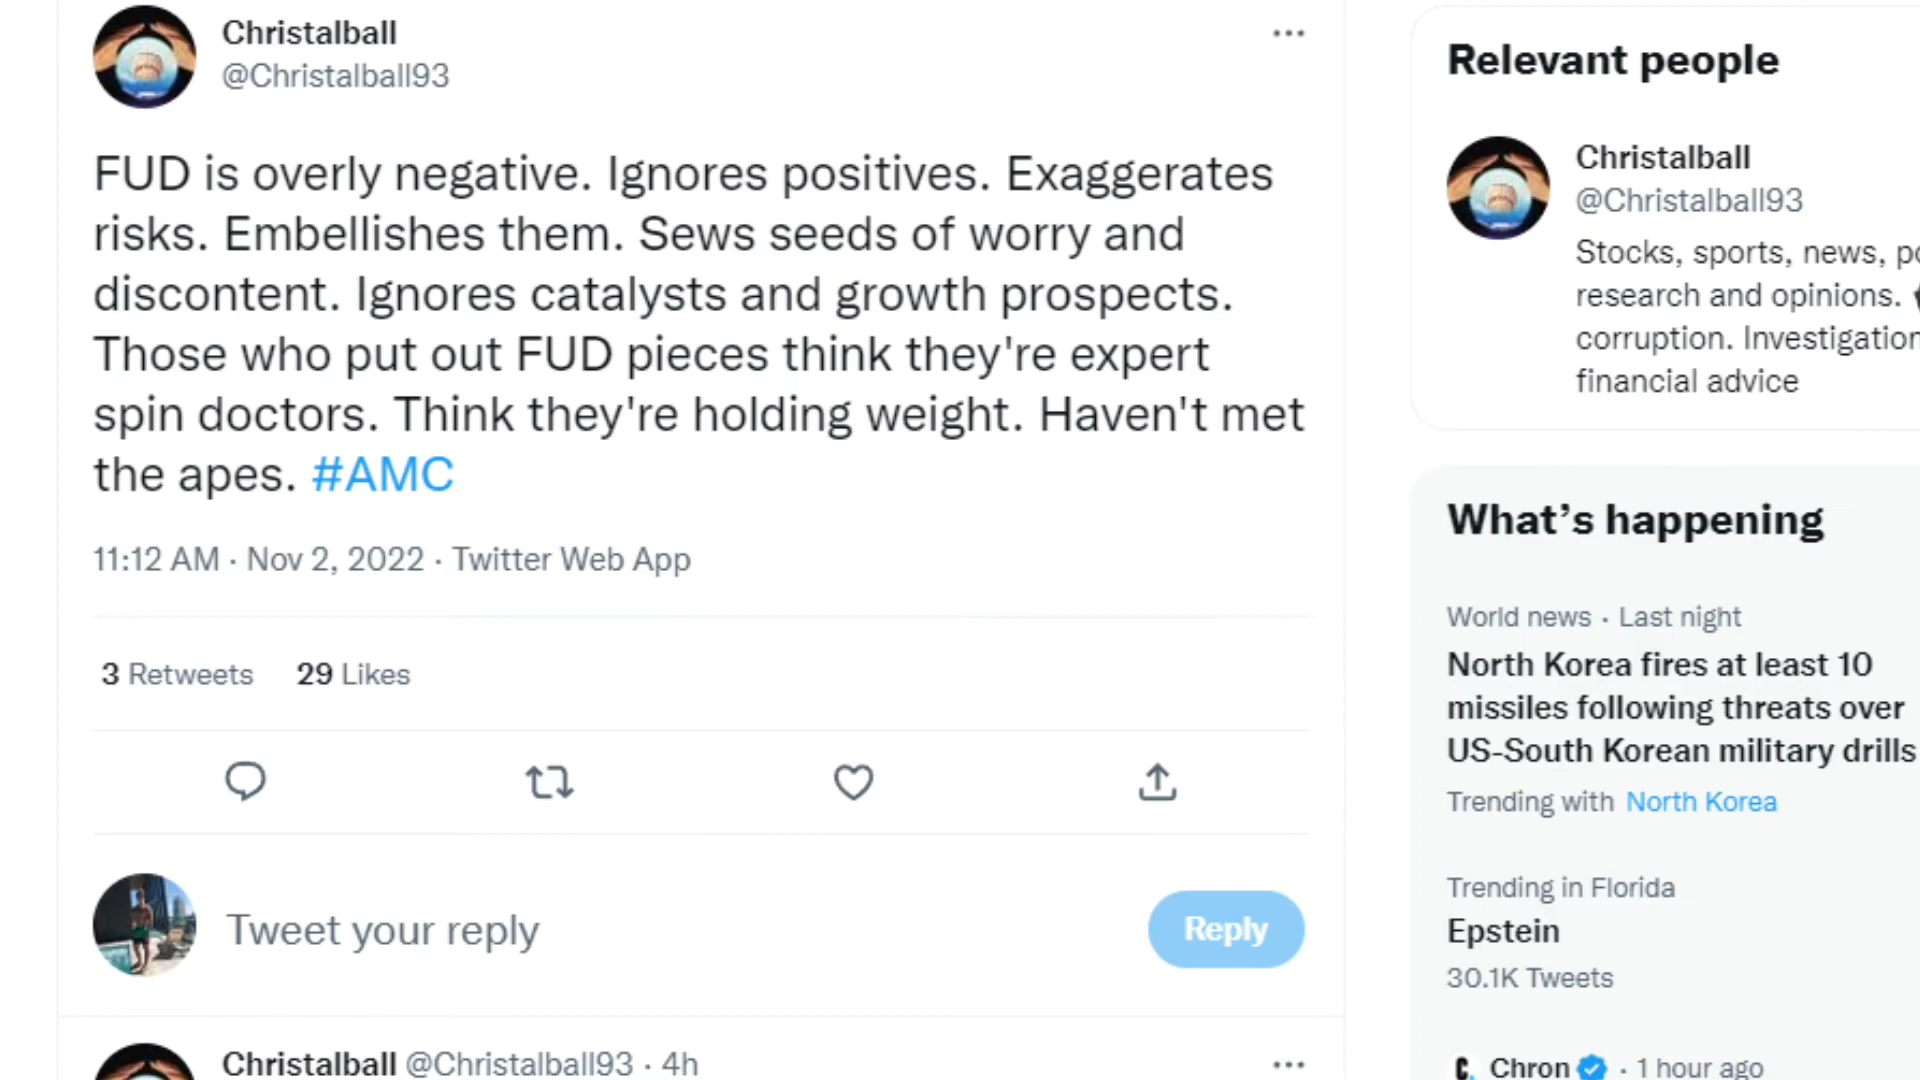 Christalball
@Christalball93
FUD is overly negative. Ignores positives. Exaggerates
risks. Embellishes them. Sews seeds of worry and
discontent. Ignores catalysts and growth prospects.
Those who put out FUD pieces think they're expert
spin doctors. Think they're holding weight. Haven't met
the apes. #AMC
11:12 AM · Nov 2, 2022 · Twitter Web App
3 Retweets 29 Likes
Tweet your reply
Reply
Christalball @Christalball93 · 4h
Relevant people
Christalball
@Christalball93
Stocks, sports, news,
research and opinions.
corruption. Investigation
financial advice
What's happening
World news · Last night
North Korea fires at least 10
missiles following threats over
US-South Korean military drills
Trending with North Korea
Trending in Florida
Epstein
30.1K Tweets
Chron · 1 hour ago